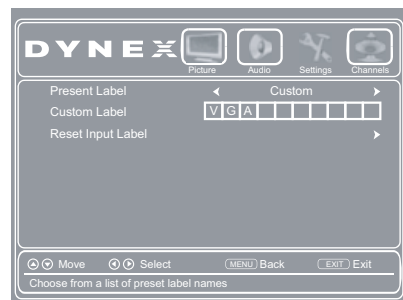 DYNEX
Picture Audio Settings Channels
Present Label Custom
Custom Label VGA
Reset Input Label
Move Select MENU Back EXIT Exit
Choose from a list of preset label names